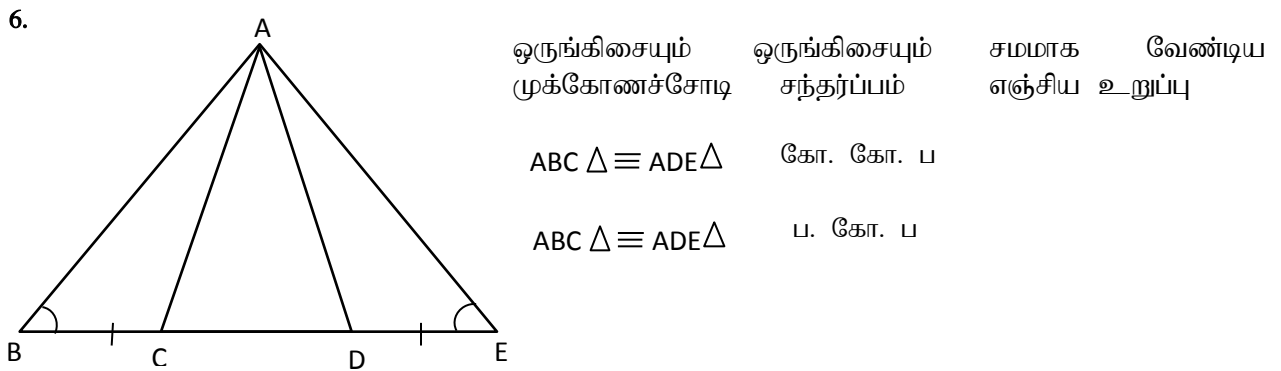 6.
A
ஒருங்கிசையும் ஒருங்கிசையும் சமமாக வேண்டிய
முக்கோணச்சோடி சந்தர்ப்பம் எஞ்சிய உறுப்பு
ABC △ ≡ ADE△ கோ. கோ. ப
ABC △ ≡ ADE△ ப. கோ. ப
B C D E